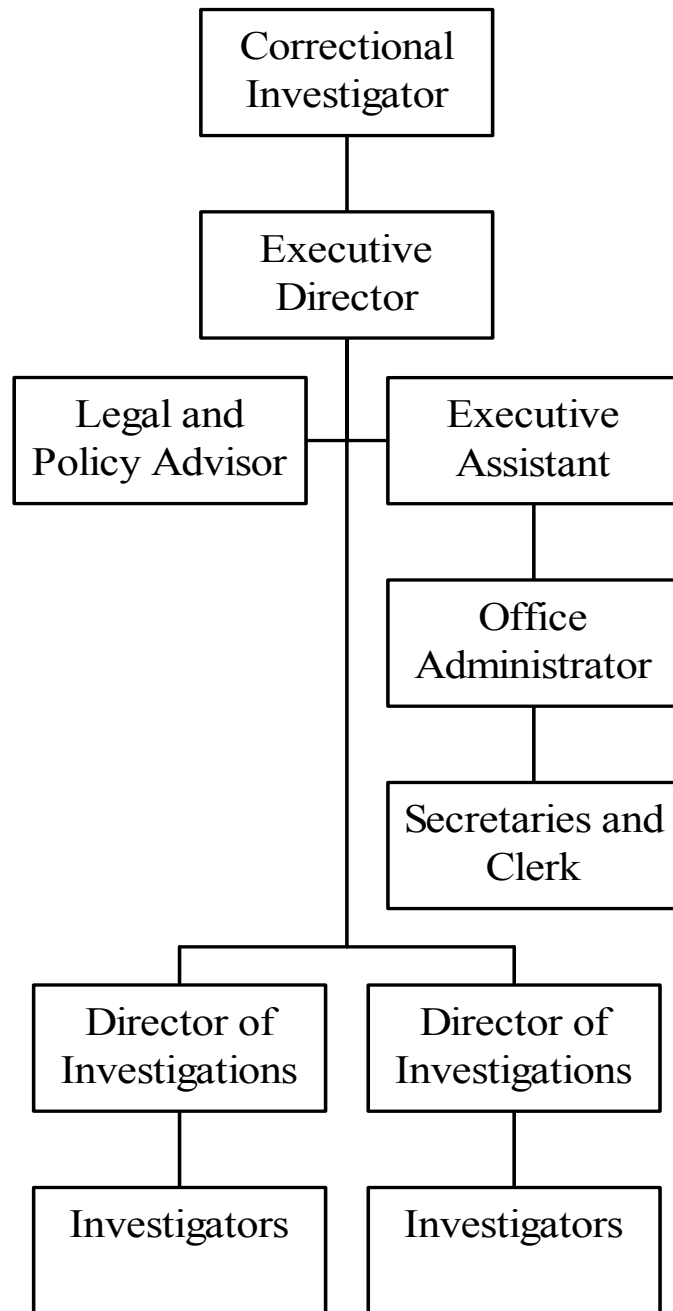 Correctional
Investigator
Executive
Director
Legal and
Policy Advisor
Executive
Assistant
Office
Administrator
Secretaries and
Clerk
Director of
Investigations
Director of
Investigations
Investigators
Investigators